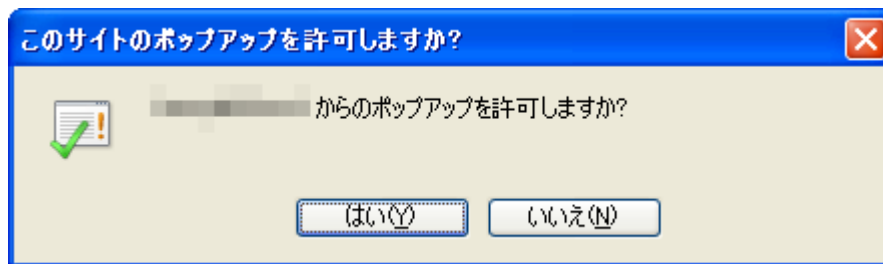 このサイトのポップアップを許可しますか?
からのポップアップを許可しますか?
はい(Y) いいえ(N)